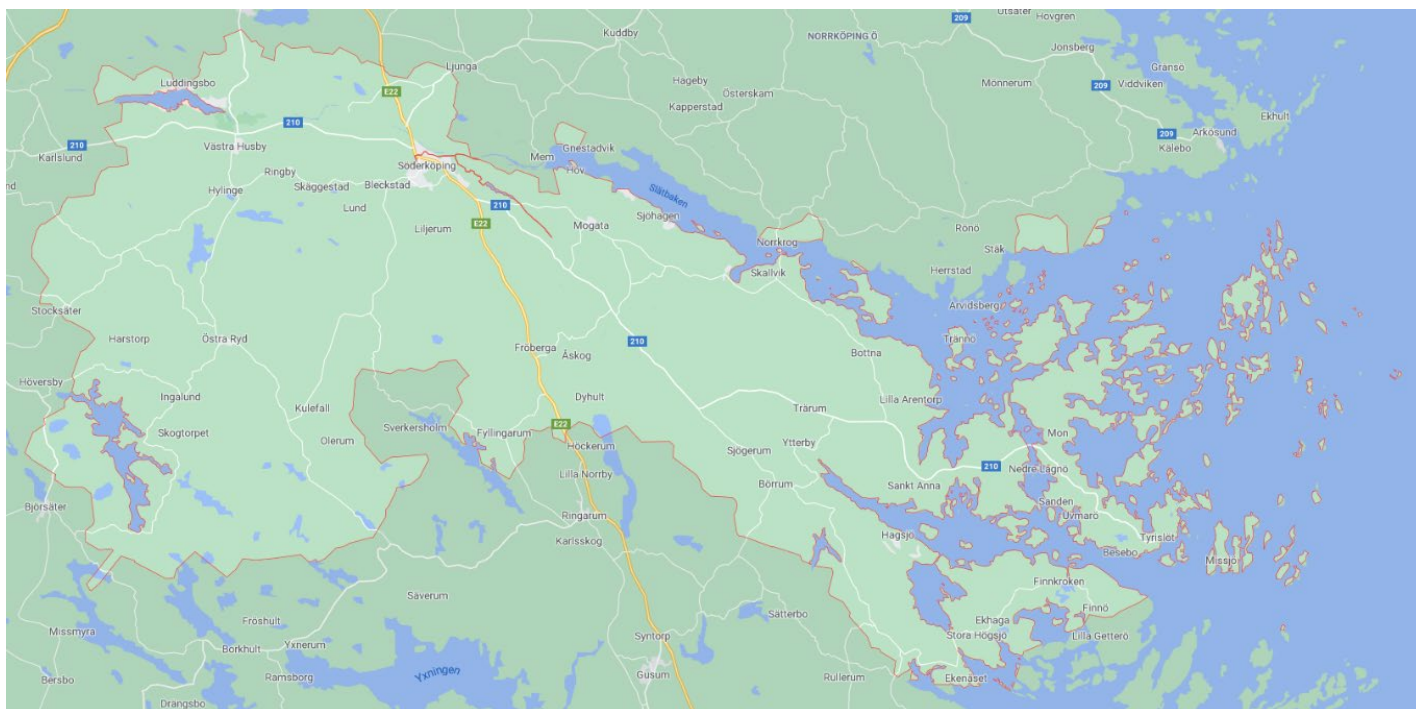 Utsäter
Hovgren
209
Kuddby
NORRKÖPING Ö
Jonsberg
Ljunga
Gränsö
Hageby
Mönnerum
209
Viddviken
Luddingsbo
E22
Österskam
Kapperstad
209
Ekhult
210
Arkösund
210
Västra Husby
Gnestadvik
Kälebo
Karlslund
Mem
Söderköping
Höv
Ringby
Skäggestad
Bleckstad
Hylinge
Slätbaken
Lund
210
Sjöhagen
E22
Mogata
Rönö
Liljerum
Norrkrog
Stäk
Skällvik
Herrstad
Stocksäter
Arvidsberg
Harstorp
Östra Ryd
Tränno
210
Fröberga
Åskog
Bottna
Höversby
Ingalund
Dyhult
Lilla Arentorp
Kulefall
Trärum
Sverkersholm
E22
Skogtorpet
Fyllingarum
Mon
Olerum
Höckerum
Ytterby
Sjögerum
210
Nedre Lagnö
Lilla Norrby
Börrum
Sankt Anna
Sanden
Björsäter
Ringarum
Uvmarö
Hagsjö
Tyrislöt
Karlsskog
Besebo
Missjö
Finnkroken
Säverum
Sätterbo
Finnö
Fröshult
Ekhaga
Missmyra
Stora Högsjö
Lilla Getterö
Syntorp
Borkhult
Yxnerum
Yxningen
Gusum
Rullerum
Ekenäset
Bersbo
Ramsborg
Drangsbo